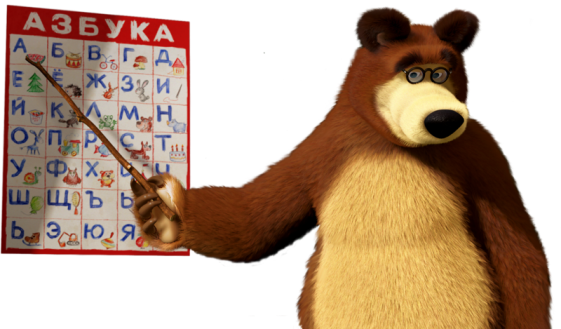 АЗБУКА
А Б В Г Д
Е Ё Ж З И
Й К Л М Н
О П Р С Т
У Ф Х Ч
Ш Щ Ъ
Ь Э Ю Я